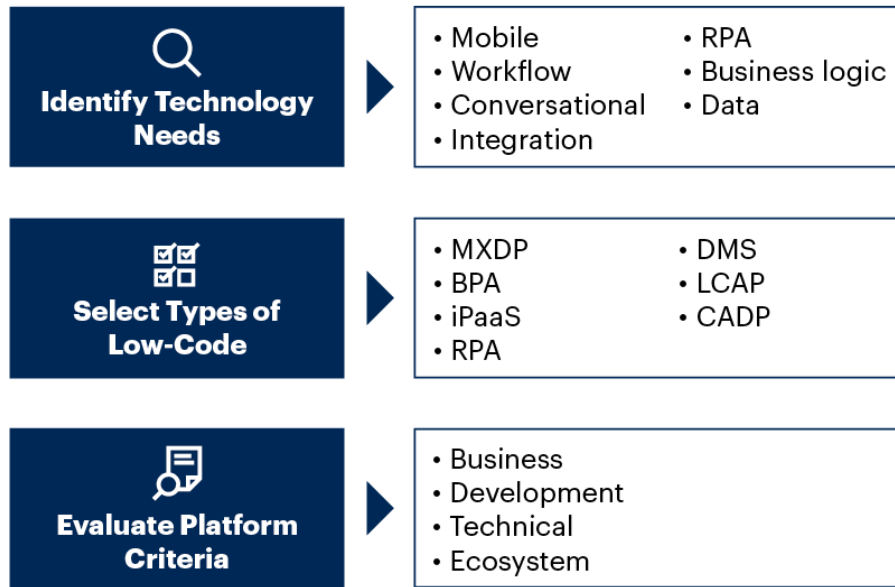 Identify Technology
Needs
• Mobile
• Workflow
• Conversational
• Integration
• RPA
• Business logic
• Data
Select Types of
Low-Code
• MXDP
• BPA
• iPaaS
• RPA
• DMS
• LCAP
• CADP
Evaluate Platform
Criteria
• Business
• Development
• Technical
• Ecosystem